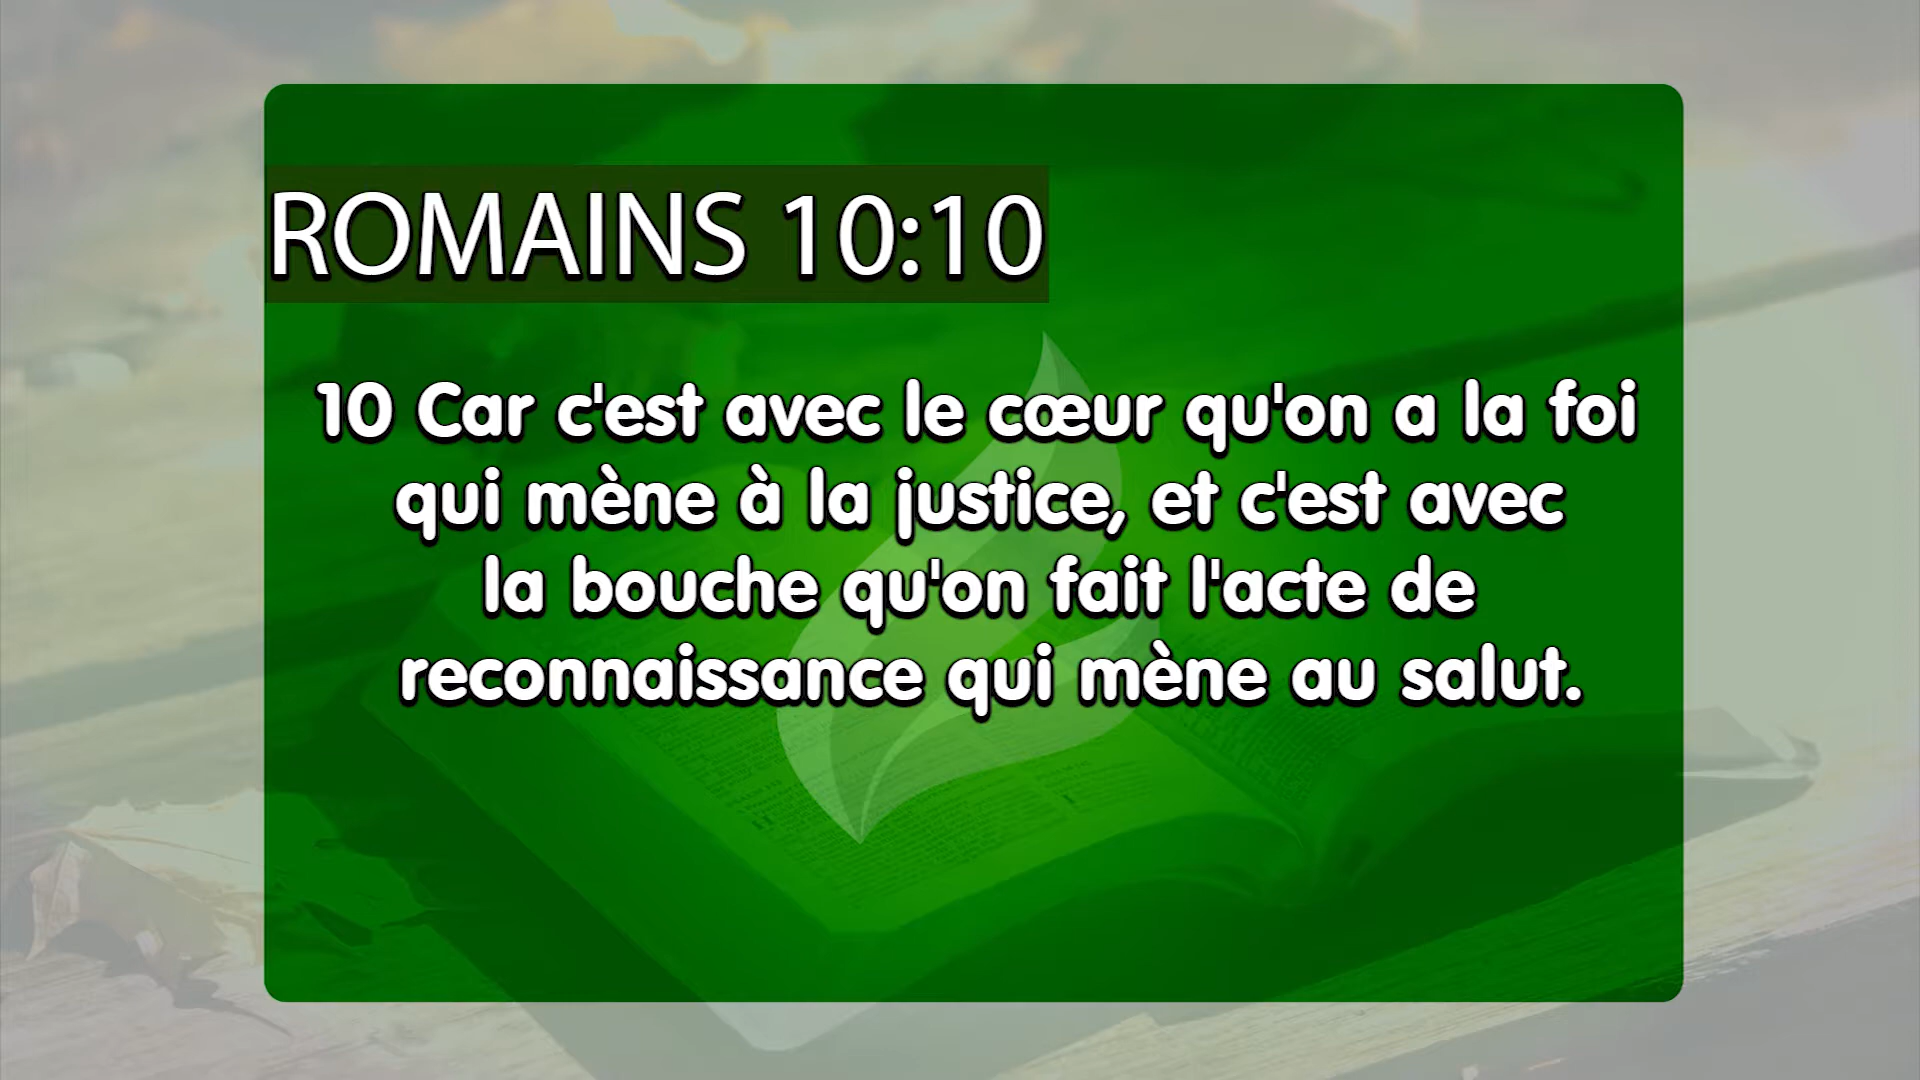 ROMAINS 10:10
10 Car c'est avec le cœur qu'on a la foi
qui mène à la justice, et c'est avec
la bouche qu'on fait l'acte de
reconnaissance qui mène au salut.